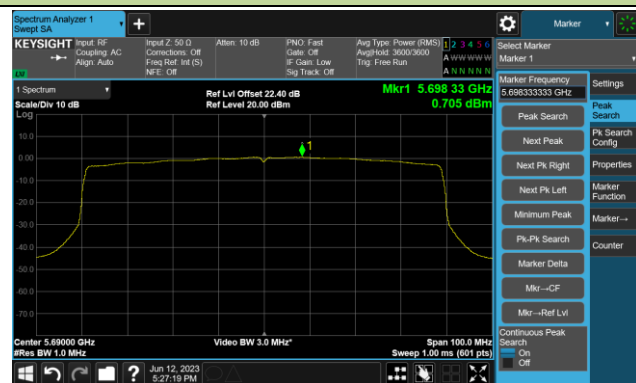 Spectrum Analyzer 1
Swept SA
+
Marker
KEYSIGHT
Input: RF
Coupling: AC
Align: Auto
Input Z: 50 Ω
Corrections: Off
Freq Ref: Int (S)
NFE: Off
Atten: 10 dB
PNO: Fast
Gate: Off
IF Gain: Low
Sig Track: Off
Avg Type: Power (RMS)
Avg|Hold: 3600/3600
Trig: Free Run
1 2 3 4 5 6
A W W W W W
A N N N N N
Select Marker
Marker 1
1 Spectrum
Scale/Div 10 dB
Log
Ref Lvl Offset 22.40 dB
Ref Level 20.00 dBm
Mkr1 5.698 33 GHz
0.705 dBm
10.0
0.00
-10.0
-20.0
-30.0
-40.0
-50.0
-60.0
-70.0
1
Center 5.69000 GHz
#Res BW 1.0 MHz
Video BW 3.0 MHz*
Span 100.0 MHz
Sweep 1.00 ms (601 pts)
Marker Frequency
5.698333333 GHz
Peak Search
Next Peak
Next Pk Right
Next Pk Left
Minimum Peak
Pk-Pk Search
Marker Delta
Mkr→CF
Mkr→Ref Lvl
Continuous Peak
Search
On
Off
Settings
Peak
Search
Pk Search
Config
Properties
Marker
Function
Marker→
Counter
?
Jun 12, 2023
5:27:19 PM